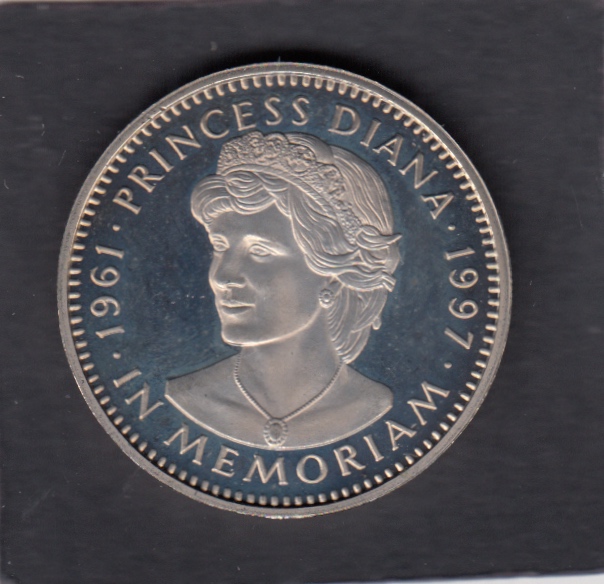 · PRINCESS DIANA ·
1997
· IN MEMORIAM ·
1961